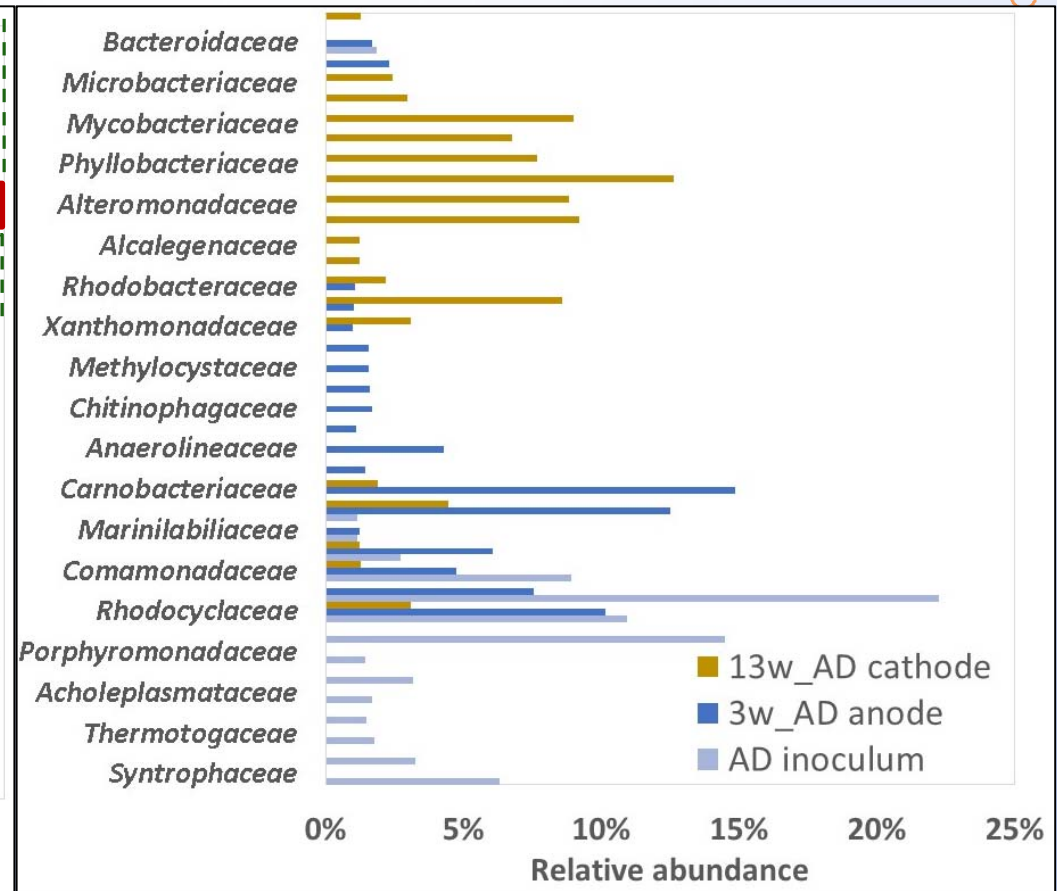 Bacteroidaceae
Microbacteriaceae
Mycobacteriaceae
Phyllobacteriaceae
Alteromonadaceae
Alcalegenaceae
Rhodobacteraceae
Xanthomonadaceae
Methylocystaceae
Chitinophagaceae
Anaerolineaceae
Carnobacteriaceae
Marinilabiliaceae
Comamonadaceae
Rhodocyclaceae
Porphyromonadaceae
Acholeplasmataceae
Thermotogaceae
Syntrophaceae
13w_AD cathode
3w_AD anode
AD inoculum
0% 5% 10% 15% 20% 25%
Relative abundance